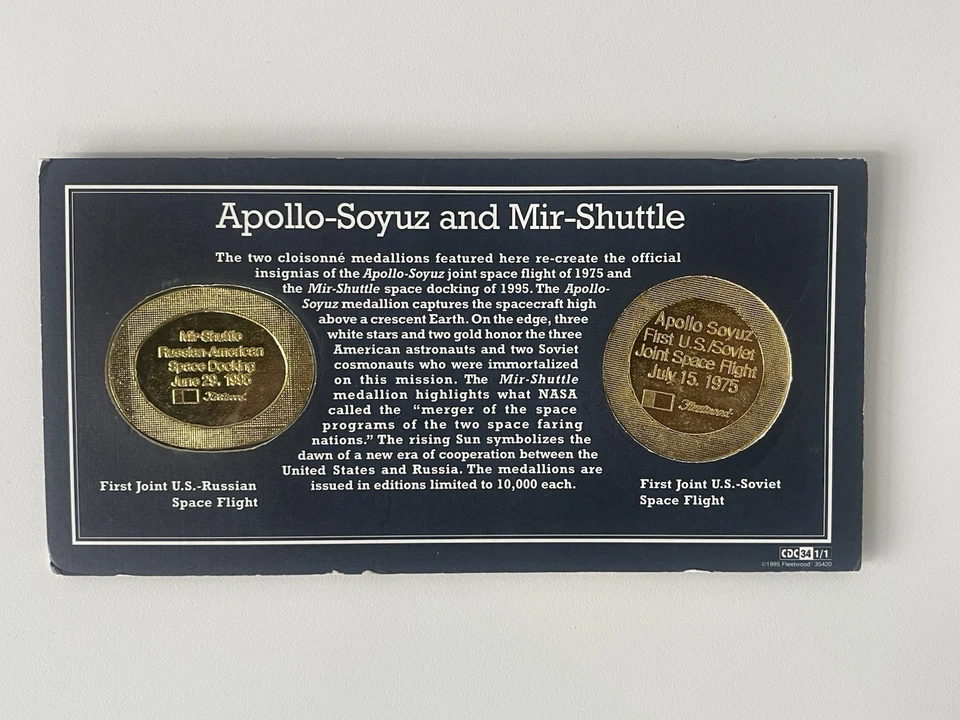 Apollo-Soyuz and Mir-Shuttle
The two cloisonné medallions featured here re-create the official
insignias of the Apollo-Soyuz joint space flight of 1975 and
the Mir-Shuttle space docking of 1995. The Apollo-
Soyuz medallion captures the spacecraft high
above a crescent Earth. On the edge, three
white stars and two gold honor the three
American astronauts and two Soviet
cosmonauts who were immortalized
on this mission. The Mir-Shuttle
medallion highlights what NASA
called the “merger of the space
programs of the two space faring
nations.” The rising Sun symbolizes the
dawn of a new era of cooperation between the
United States and Russia. The medallions are
issued in editions limited to 10,000 each.
Mir-Shuttle
Russian-American
Space Docking
June 29, 1995
Fleetwood
First Joint U.S.-Russian
Space Flight
Apollo Soyuz
First U.S./Soviet
Joint Space Flight
July 15, 1975
Fleetwood
First Joint U.S.-Soviet
Space Flight
CDC 34 1/1
©1995 Fleetwood® 35420